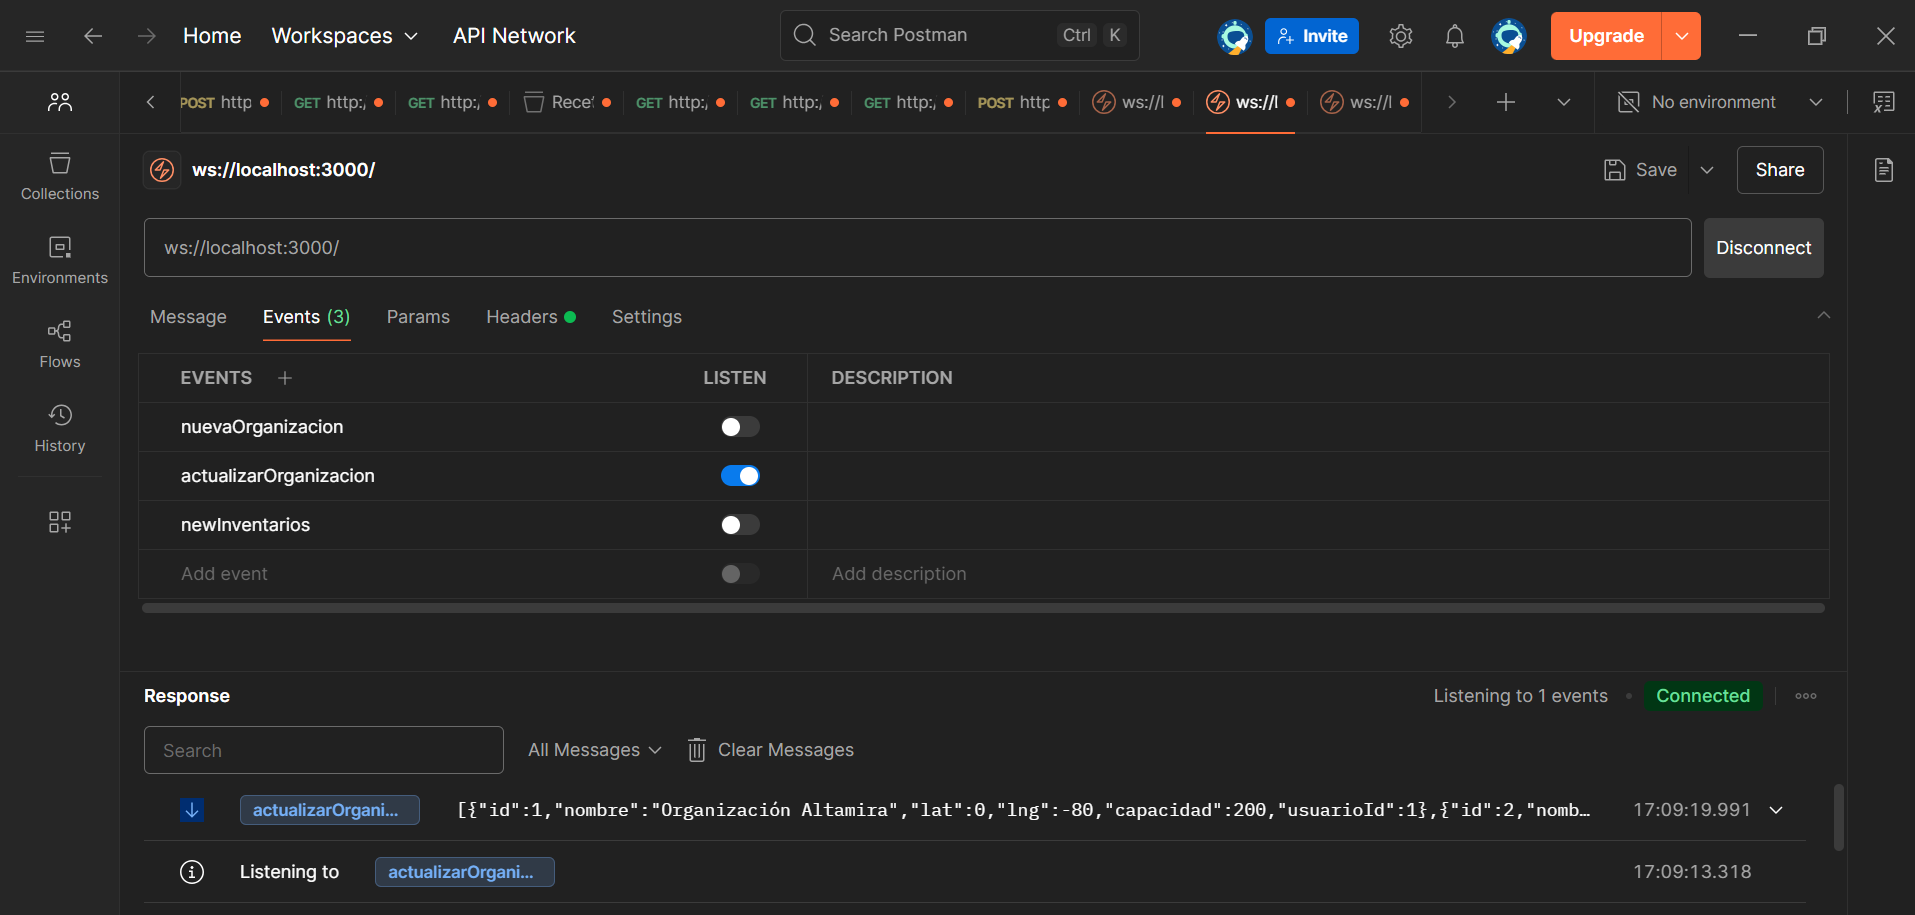 Home Workspaces API Network Search Postman Ctrl K Invite Upgrade
POST http GET http:/ GET http:/ Rece GET http:/ GET http:/ GET http:/ POST http ws://l ws://l ws://l No environment
ws://localhost:3000/ Save Share
Collections
ws://localhost:3000/ Disconnect
Environments
Message Events (3) Params Headers Settings
Flows
EVENTS LISTEN DESCRIPTION
nuevaOrganizacion
History
actualizarOrganizacion
newInventarios
Add event Add description
Response Listening to 1 events Connected
Search All Messages Clear Messages
actualizarOrgani... [{"id":1,"nombre":"Organización Altamira","lat":0,"lng":-80,"capacidad":200,"usuarioId":1},{"id":2,"nomb… 17:09:19.991
Listening to actualizarOrgani... 17:09:13.318